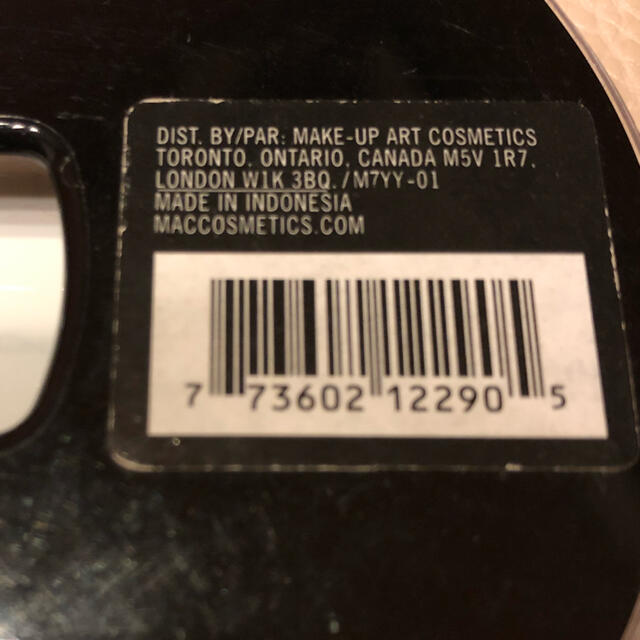 DIST. BY/PAR: MAKE-UP ART COSMETICS
TORONTO, ONTARIO, CANADA M5V 1R7,
LONDON W1K 3BQ. /M7YY-01
MADE IN INDONESIA
MACCOSMETICS.COM
7 73602 12290 5